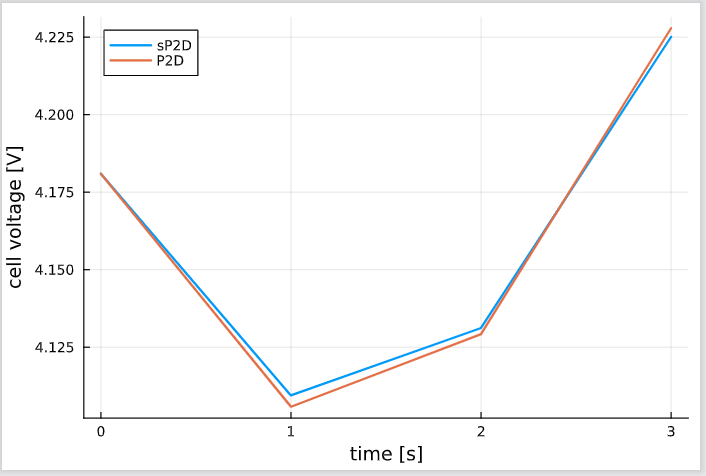 4.225
4.200
4.175
4.150
4.125
cell voltage [V]
sP2D
P2D
0 1 2 3
time [s]